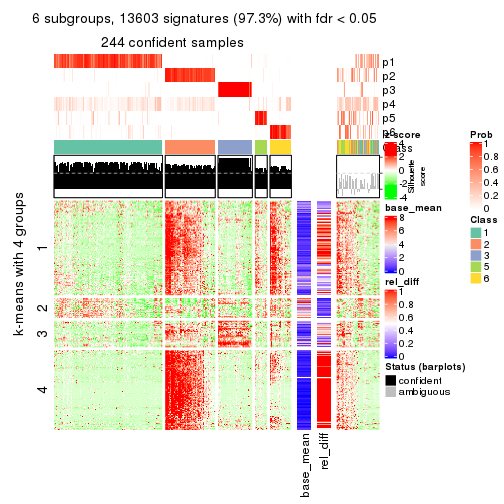 6 subgroups, 13603 signatures (97.3%) with fdr < 0.05
244 confident samples
p1
p2
p3
p4
p5
p6
Class
Silhouette
score
k-means with 4 groups
1
2
3
4
base_mean
rel_diff
z-score
4
2
0
-2
-4
base_mean
8
6
4
2
0
rel_diff
1
0.8
0.6
0.4
0.2
0
Status (barplots)
confident
ambiguous
Prob
1
0.8
0.6
0.4
0.2
0
Class
1
2
3
5
6